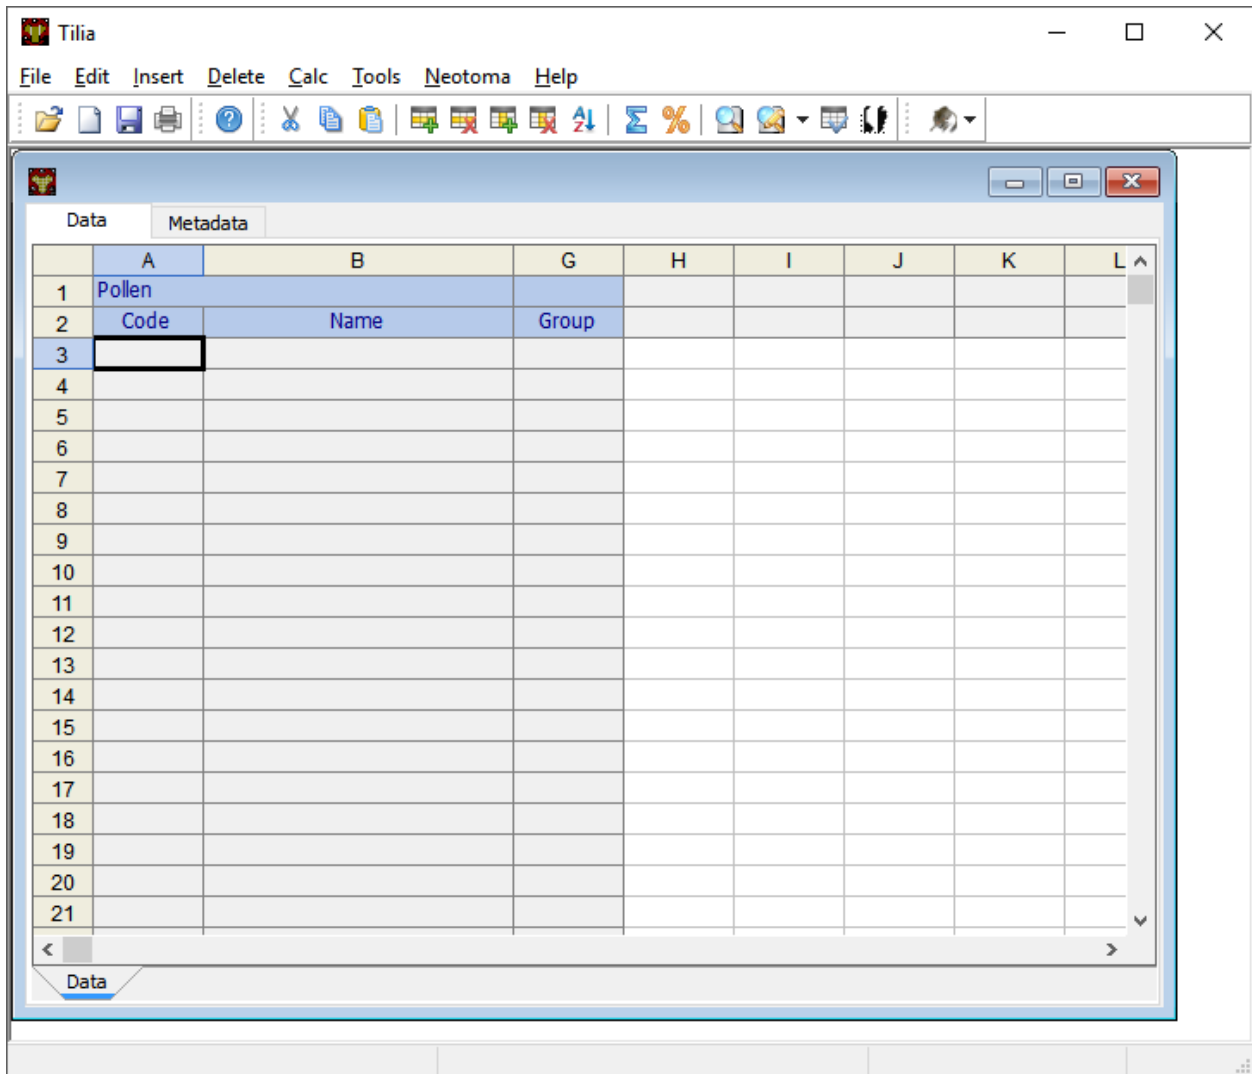 Tilia
File Edit Insert Delete Calc Tools Neotoma Help
Data Metadata
A B G H I J K L
1 Pollen
2 Code Name Group
3
4
5
6
7
8
9
10
11
12
13
14
15
16
17
18
19
20
21
Data